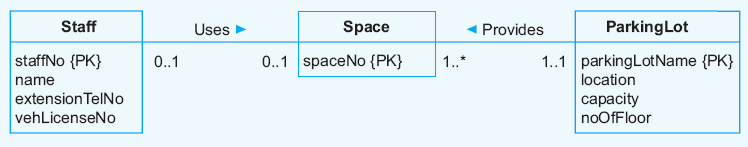 Staff
Uses ►
Space
◄ Provides
ParkingLot
staffNo {PK}
name
extensionTelNo
vehLicenseNo
0..1
0..1
spaceNo {PK}
1..*
1..1
parkingLotName {PK}
location
capacity
noOfFloor